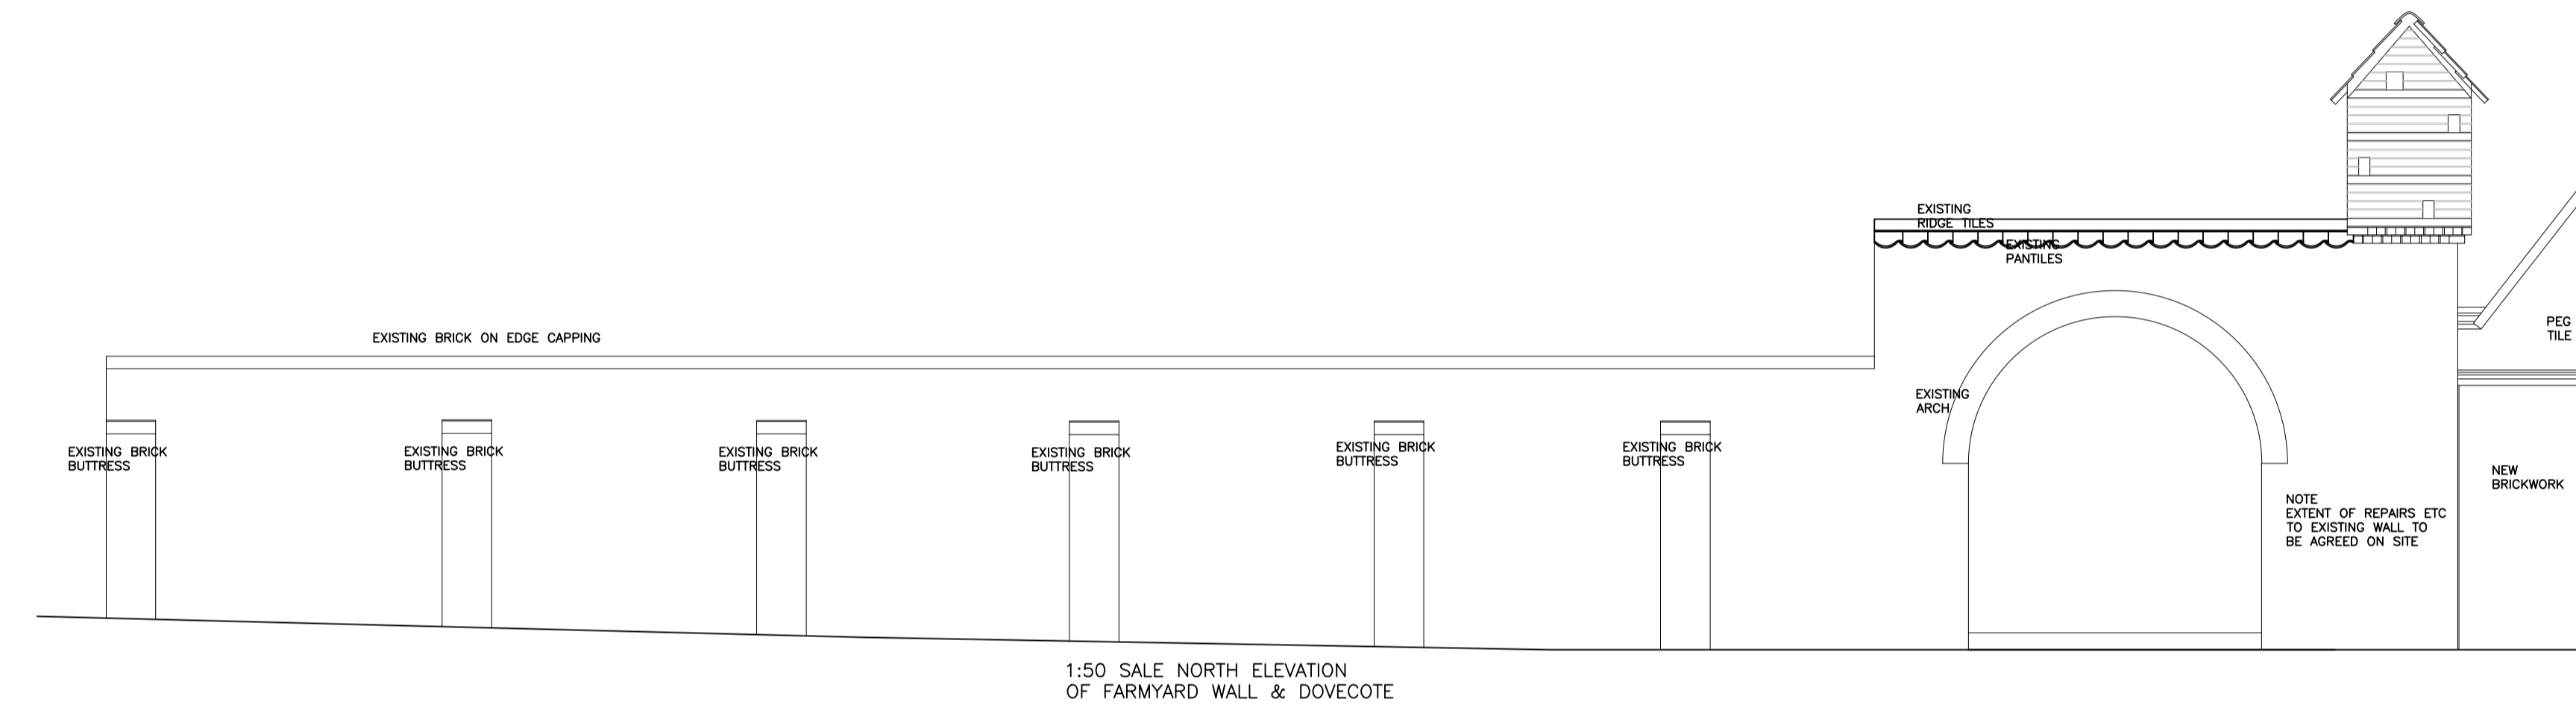 EXISTING
RIDGE TILES
EXISTING
PANTILES
EXISTING BRICK ON EDGE CAPPING
PEG
TILE
EXISTING
ARCH
EXISTING BRICK
BUTTRESS
EXISTING BRICK
BUTTRESS
EXISTING BRICK
BUTTRESS
EXISTING BRICK
BUTTRESS
EXISTING BRICK
BUTTRESS
EXISTING BRICK
BUTTRESS
NEW
BRICKWORK
NOTE
EXTENT OF REPAIRS ETC
TO EXISTING WALL TO
BE AGREED ON SITE
1:50 SALE NORTH ELEVATION
OF FARMYARD WALL & DOVECOTE